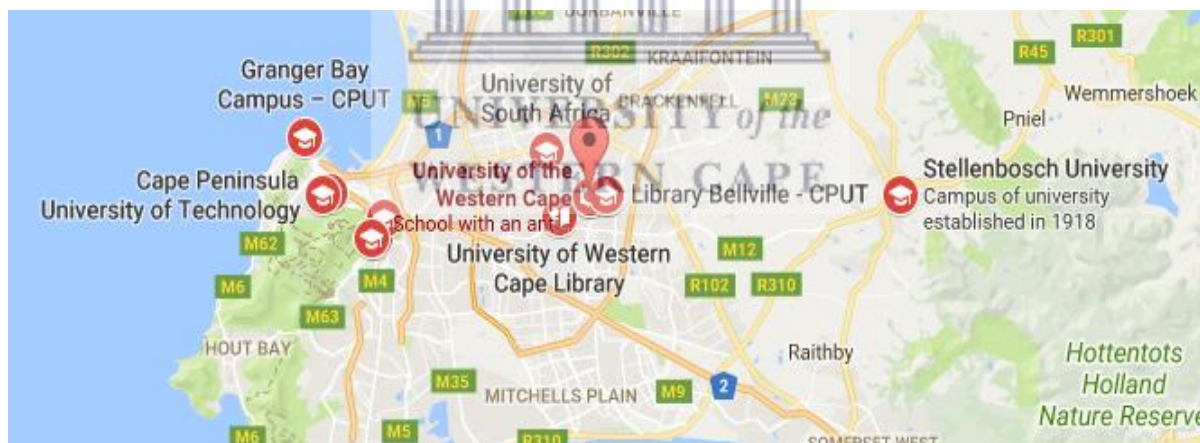 DURBANVILLE
R302
KRAAIFONTEIN
R45
R301
Granger Bay
Campus – CPUT
University of
South Africa
BRACKENFELL
M23
Wemmershoek
M5
1
UNIVERSITY of the
Pniel
WESTERN CAPE
Cape Peninsula
University of Technology
University of the
Western Cape
School with an anti
Library Bellville - CPUT
Stellenbosch University
Campus of university
established in 1918
University of Western
Cape Library
M62
M12
M6
M4
R102
R310
M63
HOUT BAY
Raithby
Hottentots
Holland
Nature Reserve
M35
MITCHELLS PLAIN
M9
2
M6
M5
R310
SOMERSET WEST